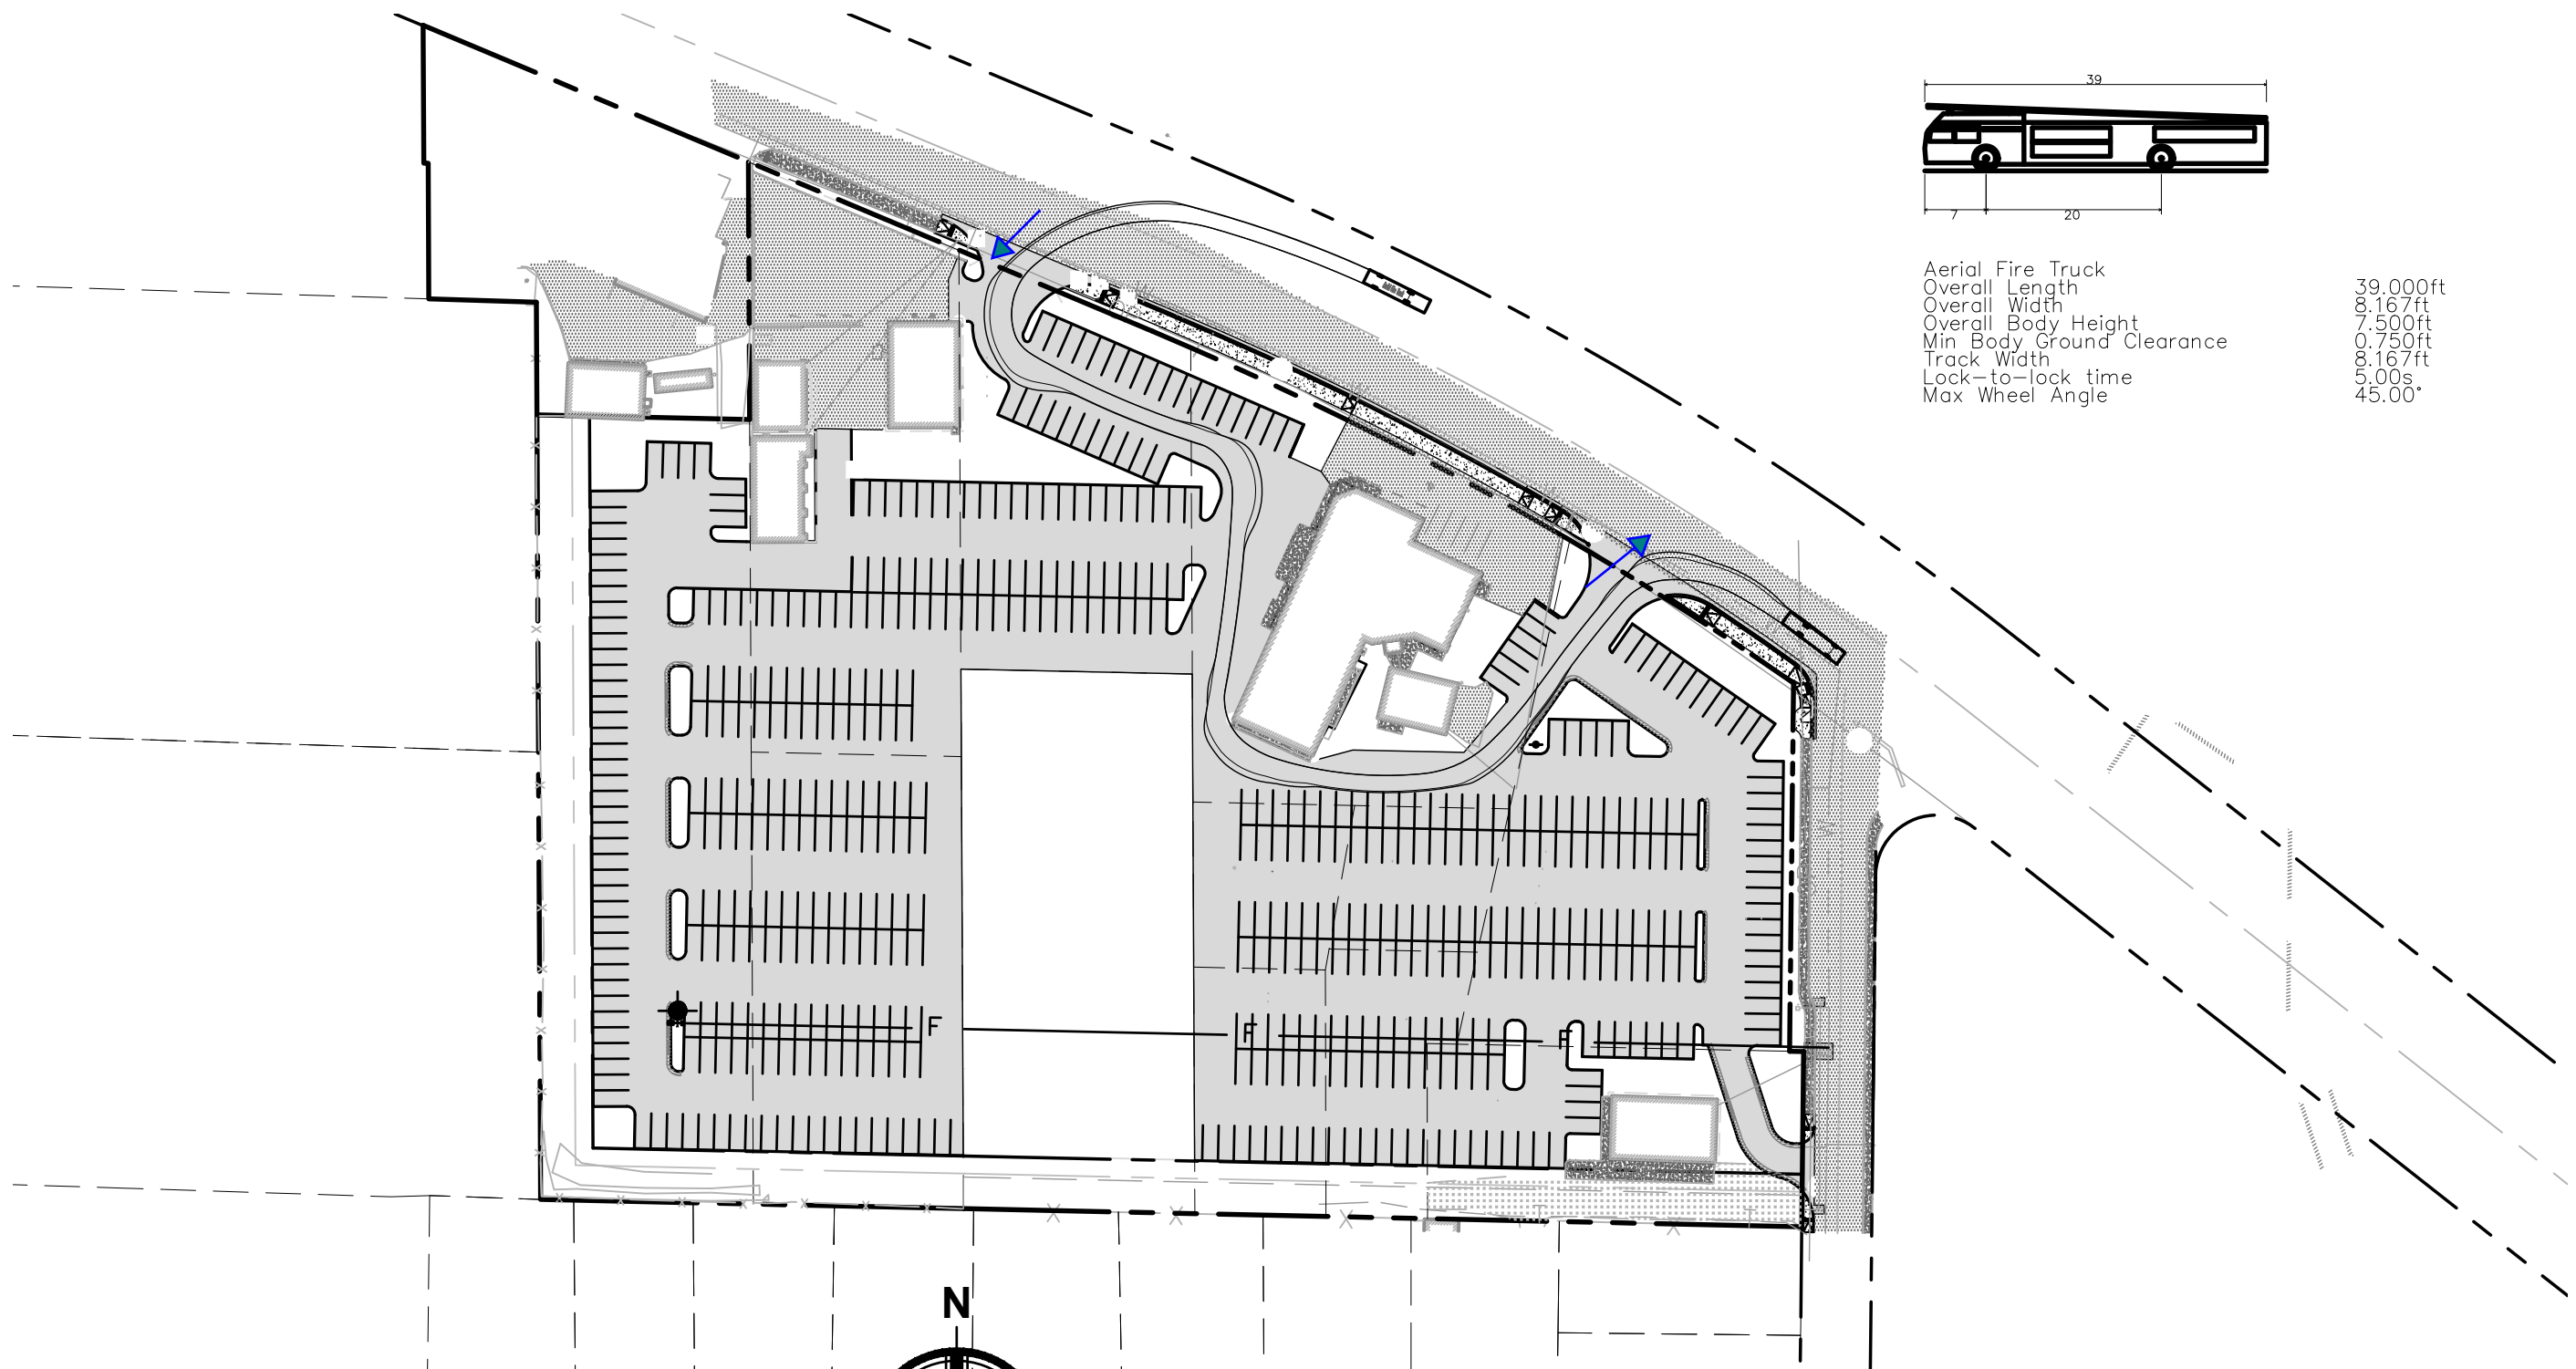 39
7 20
Aerial Fire Truck
Overall Length 39.000ft
Overall Width 8.167ft
Overall Body Height 7.500ft
Min Body Ground Clearance 0.750ft
Track Width 8.167ft
Lock-to-lock time 5.00s
Max Wheel Angle 45.00°
F F F
N